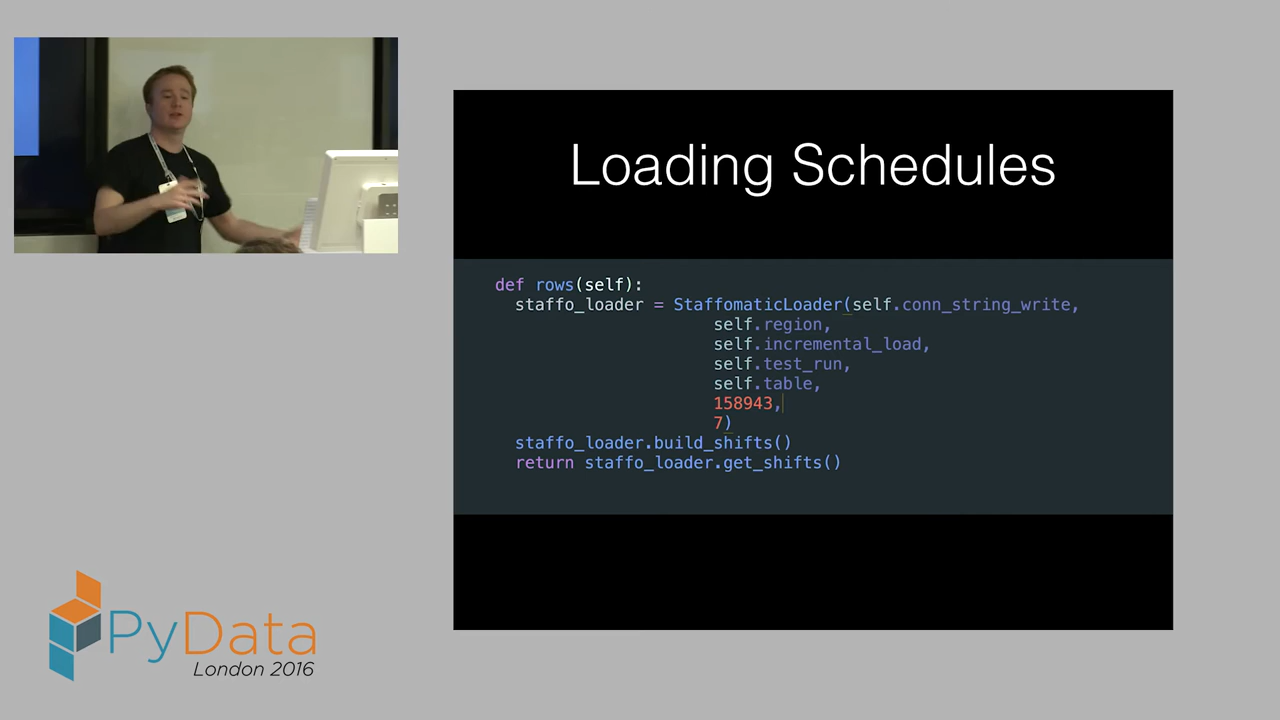 Loading Schedules
def rows(self):
staffo_loader = StaffomaticLoader(self.conn_string_write,
self.region,
self.incremental_load,
self.test_run,
self.table,
158943,
7)
staffo_loader.build_shifts()
return staffo_loader.get_shifts()
PyData
London 2016